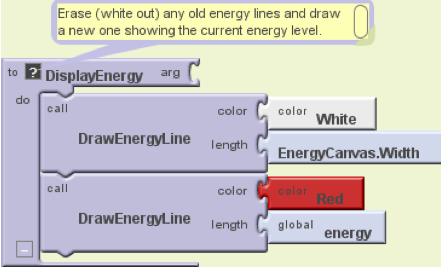 Erase (white out) any old energy lines and draw
a new one showing the current energy level.
to ? DisplayEnergy arg
do
call
DrawEnergyLine
color
color White
length
EnergyCanvas.Width
call
DrawEnergyLine
color
color Red
length
global energy